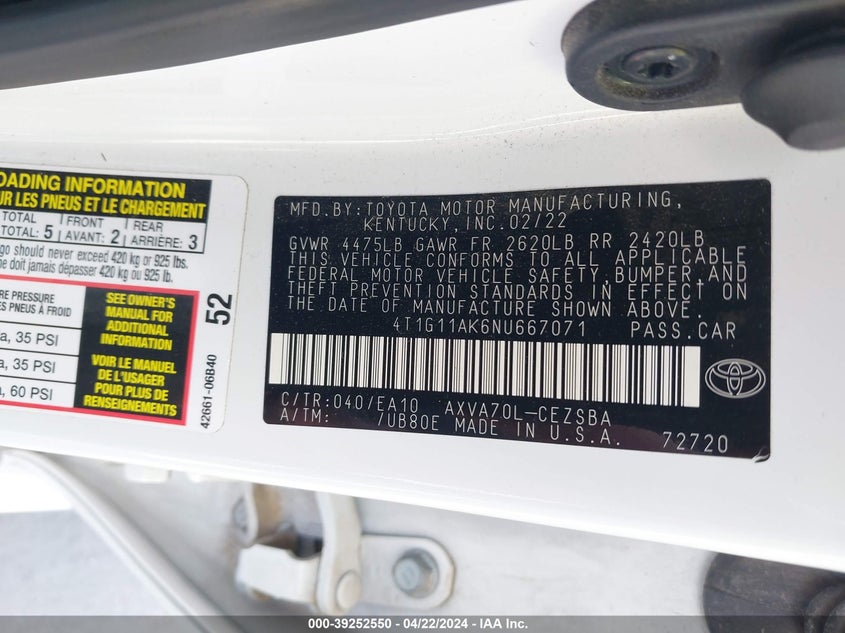 OADING INFORMATION
UR LES PNEUS ET LE CHARGEMENT
TOTAL FRONT REAR
TOTAL: 5 AVANT: 2 ARRIÈRE: 3
go should never exceed 420 kg or 925 lbs.
ne doit jamais dépasser 420 kg ou 925 lb.
RE PRESSURE
ES PNEUS À FROID
a, 35 PSI
a, 35 PSI
a, 60 PSI
SEE OWNER'S
MANUAL FOR
ADDITIONAL
INFORMATION
VOIR LE MANUEL
DE L'USAGER
POUR PLUS DE
RENSEIGNEMENTS
52
42661-06B40
MFD.BY:TOYOTA MOTOR MANUFACTURING,
KENTUCKY,INC.02/22
GVWR 4475LB GAWR FR 2620LB RR 2420LB
THIS VEHICLE CONFORMS TO ALL APPLICABLE
FEDERAL MOTOR VEHICLE SAFETY,BUMPER,AND
THEFT PREVENTION STANDARDS IN EFFECT ON
THE DATE OF MANUFACTURE SHOWN ABOVE.
4T1G11AK6NU667071 PASS.CAR
C/TR:040/EA10 AXVA70L-CEZSBA
A/TM: /UB80E MADE IN U.S.A. 72720
000-39252550 - 04/22/2024 - IAA Inc.